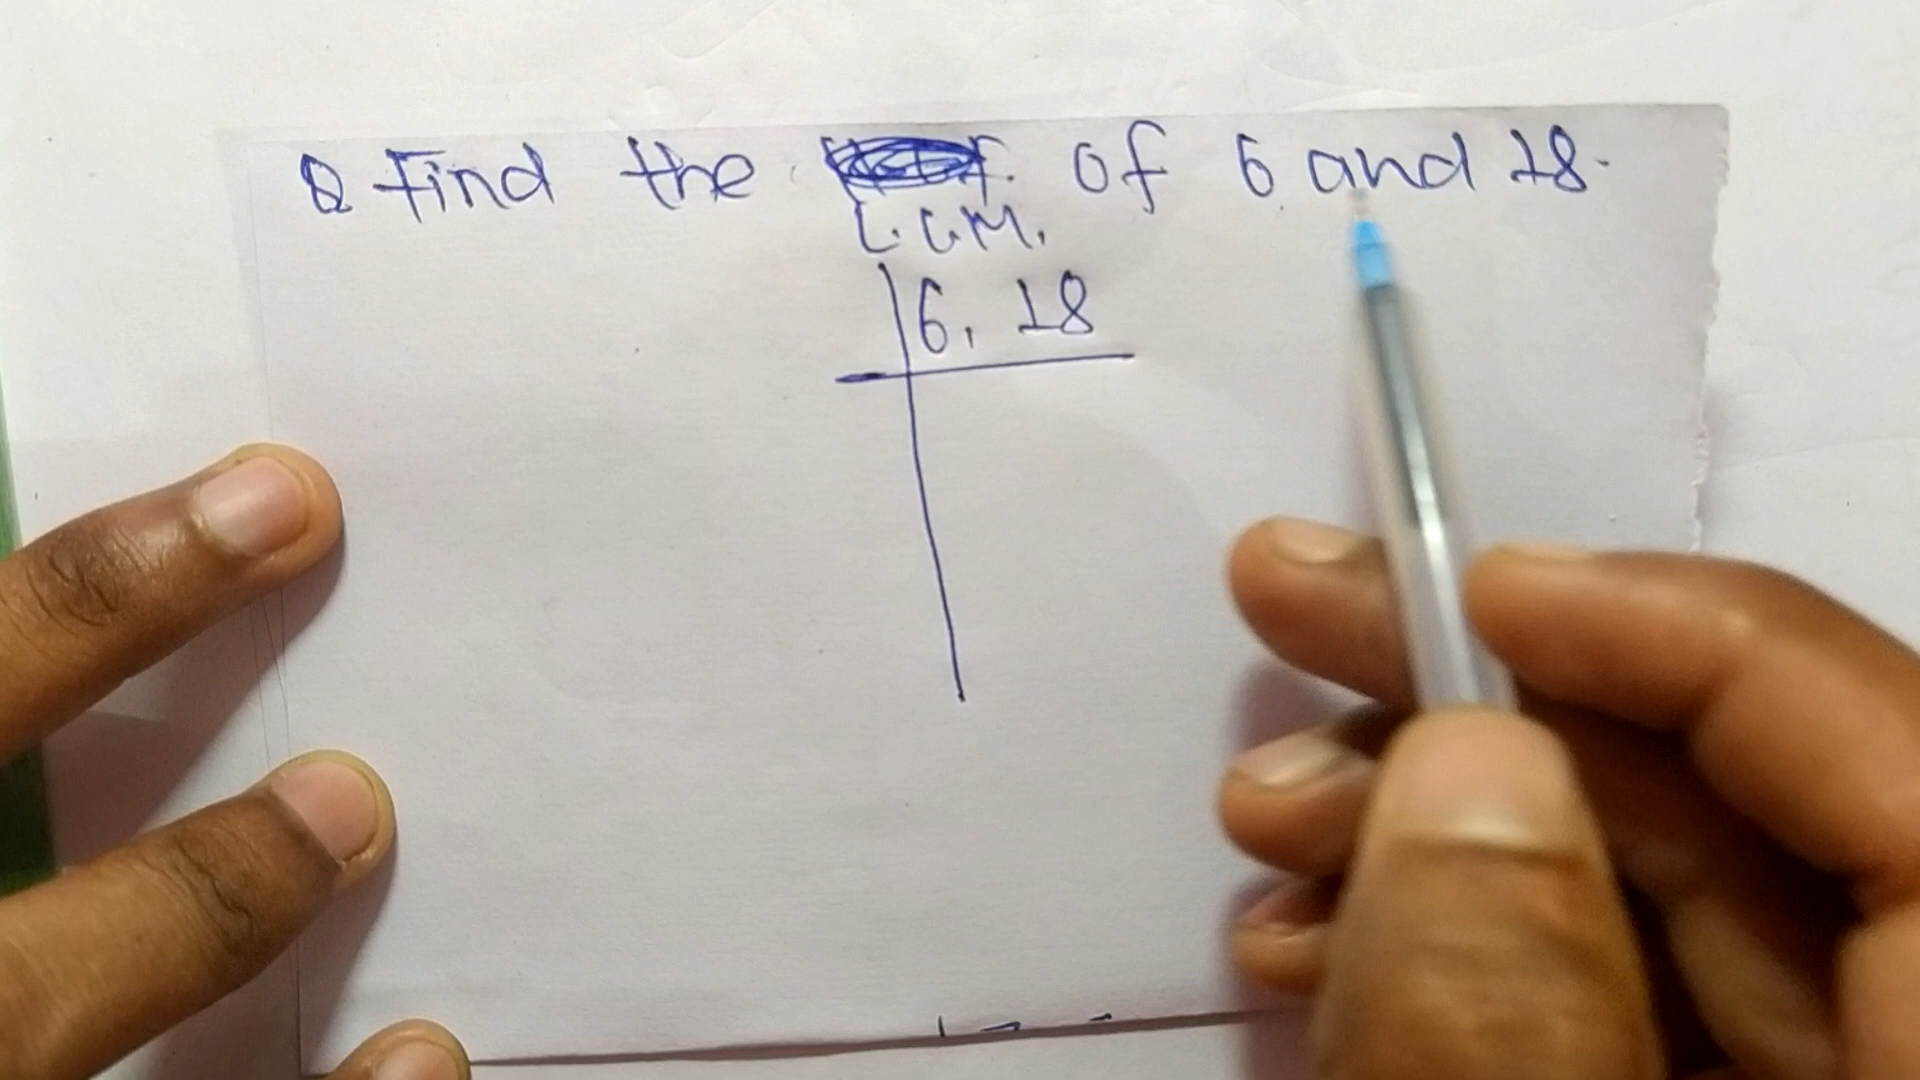 Q Find the of 6 and 18.
L.C.M.
6, 18